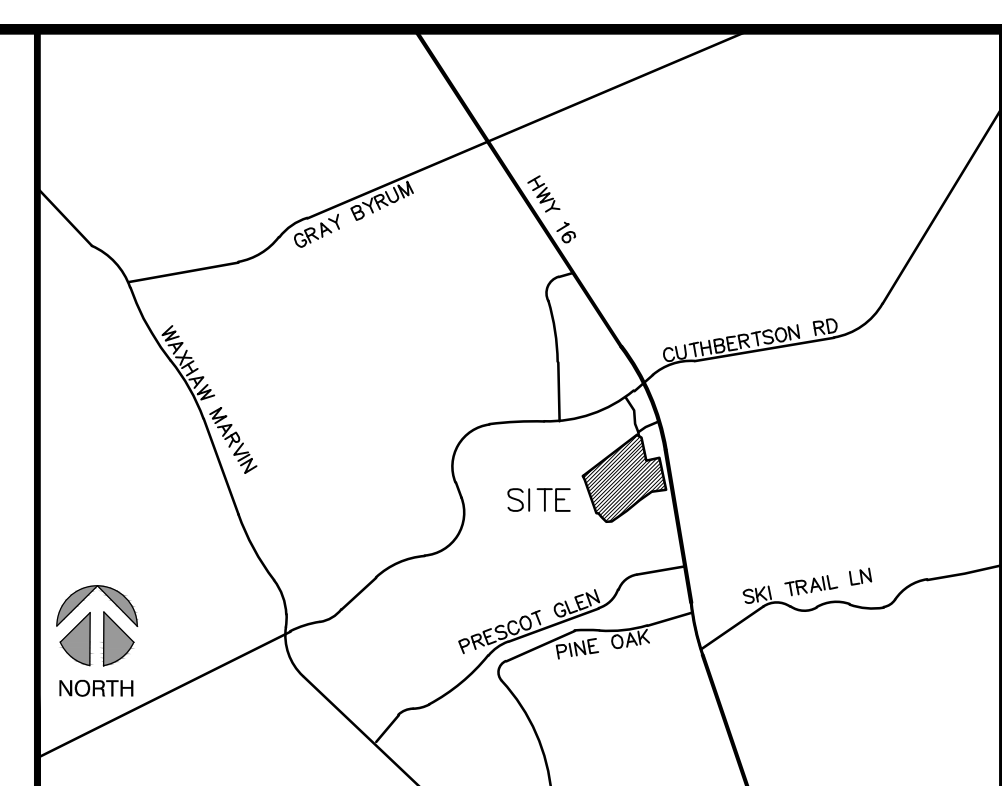 GRAY BYRUM
HWY 16
WAXHAW MARVIN
CUTHBERTSON RD
SITE
SKI TRAIL LN
PRESCOT GLEN
PINE OAK
NORTH